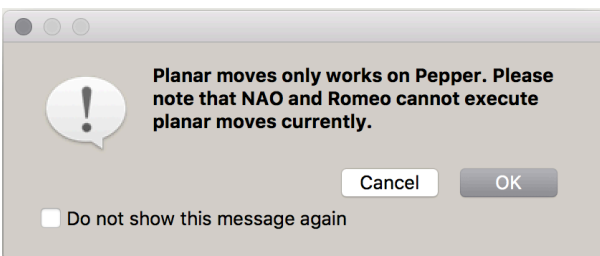 Planar moves only works on Pepper. Please
note that NAO and Romeo cannot execute
planar moves currently.
Cancel
OK
Do not show this message again